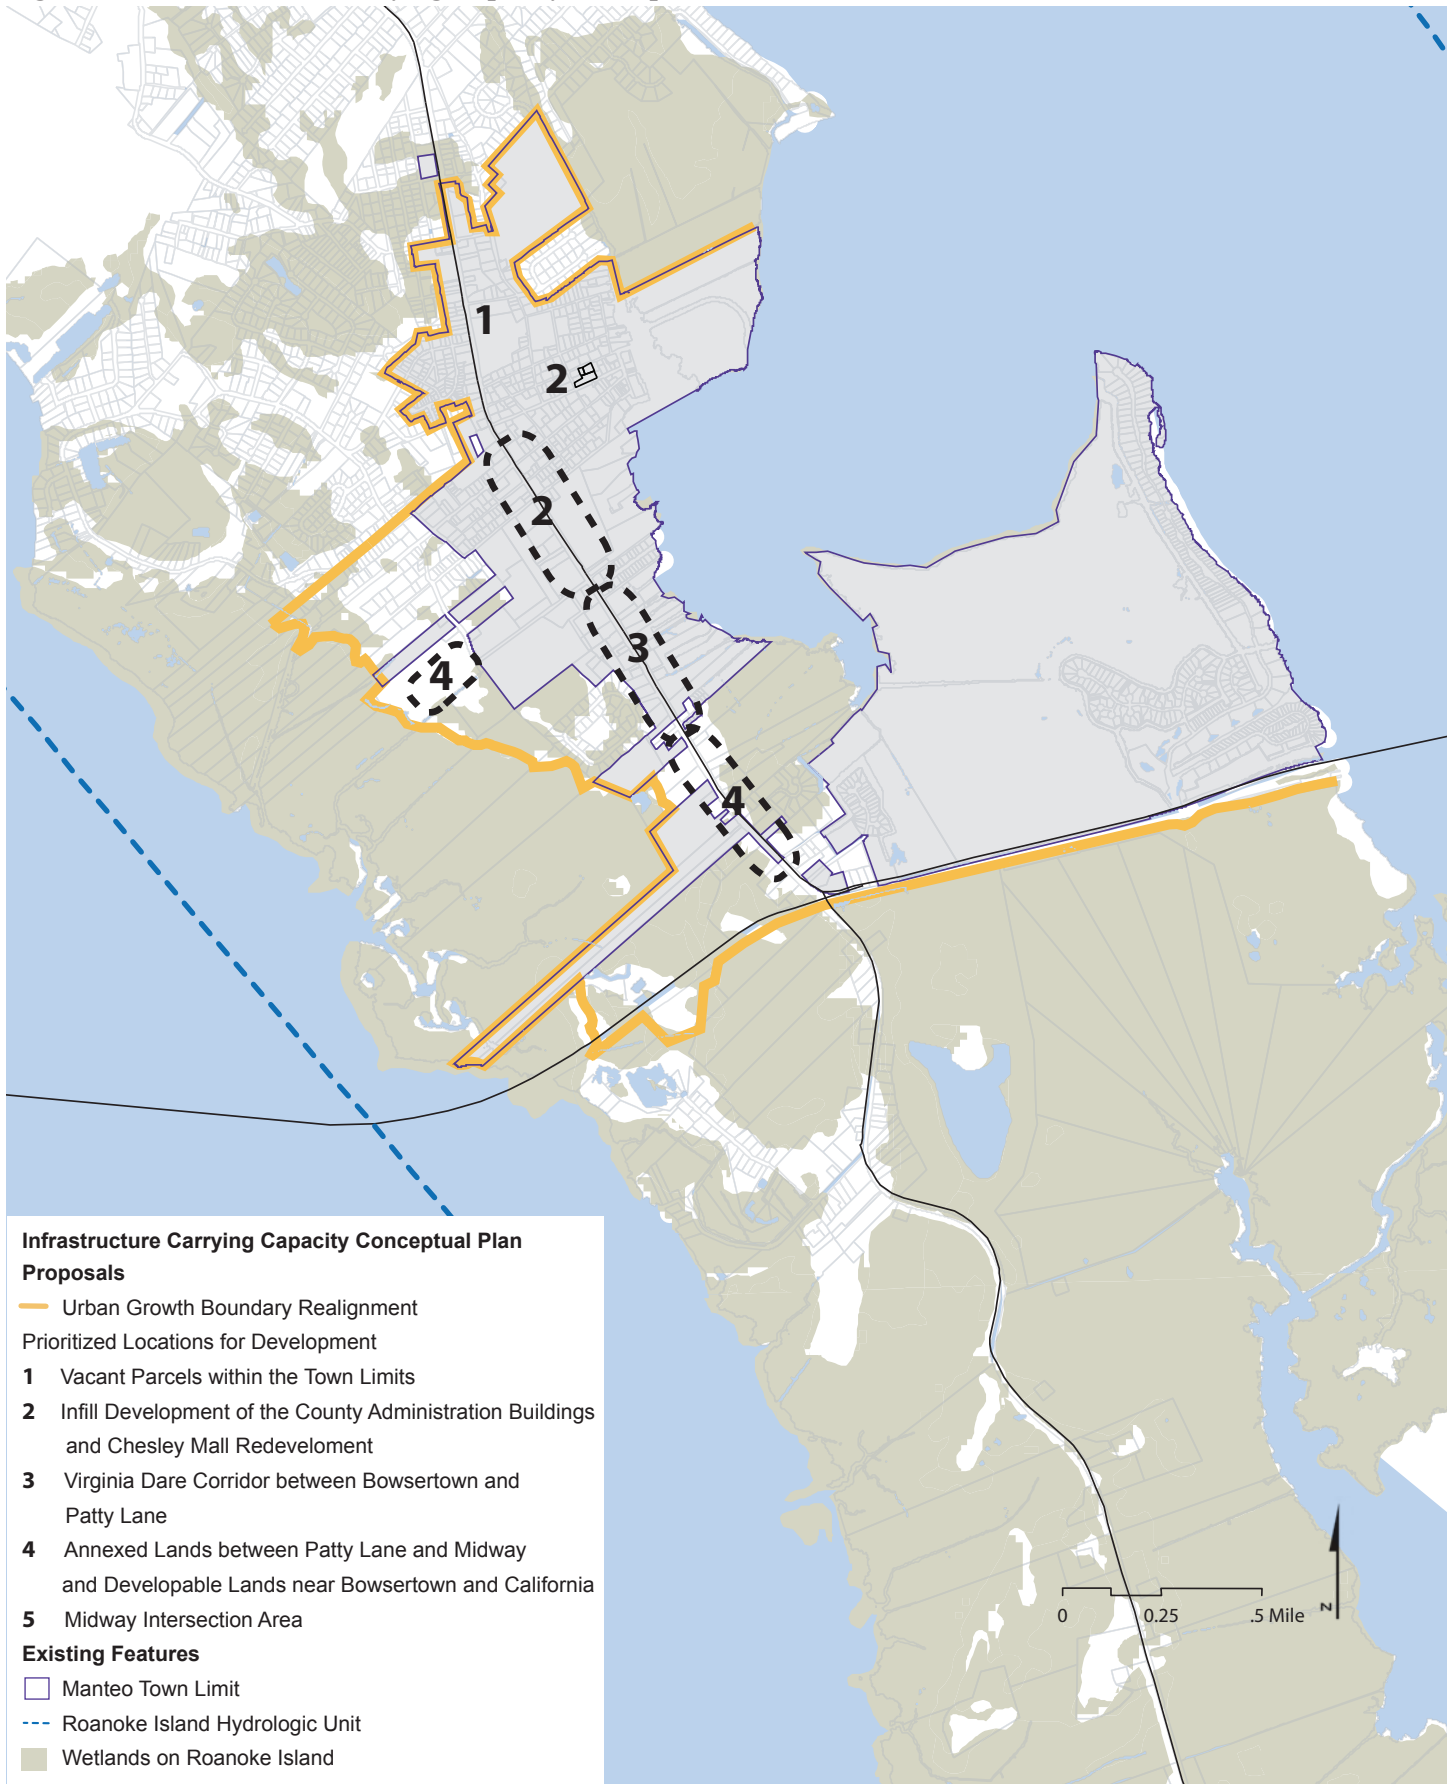 1
2
2
3
4
4
Infrastructure Carrying Capacity Conceptual Plan
Proposals
Urban Growth Boundary Realignment
Prioritized Locations for Development
1 Vacant Parcels within the Town Limits
2 Infill Development of the County Administration Buildings
and Chesley Mall Redeveloment
3 Virginia Dare Corridor between Bowsertown and
Patty Lane
4 Annexed Lands between Patty Lane and Midway
and Developable Lands near Bowsertown and California
5 Midway Intersection Area
Existing Features
Manteo Town Limit
Roanoke Island Hydrologic Unit
Wetlands on Roanoke Island
0 0.25 .5 Mile
N